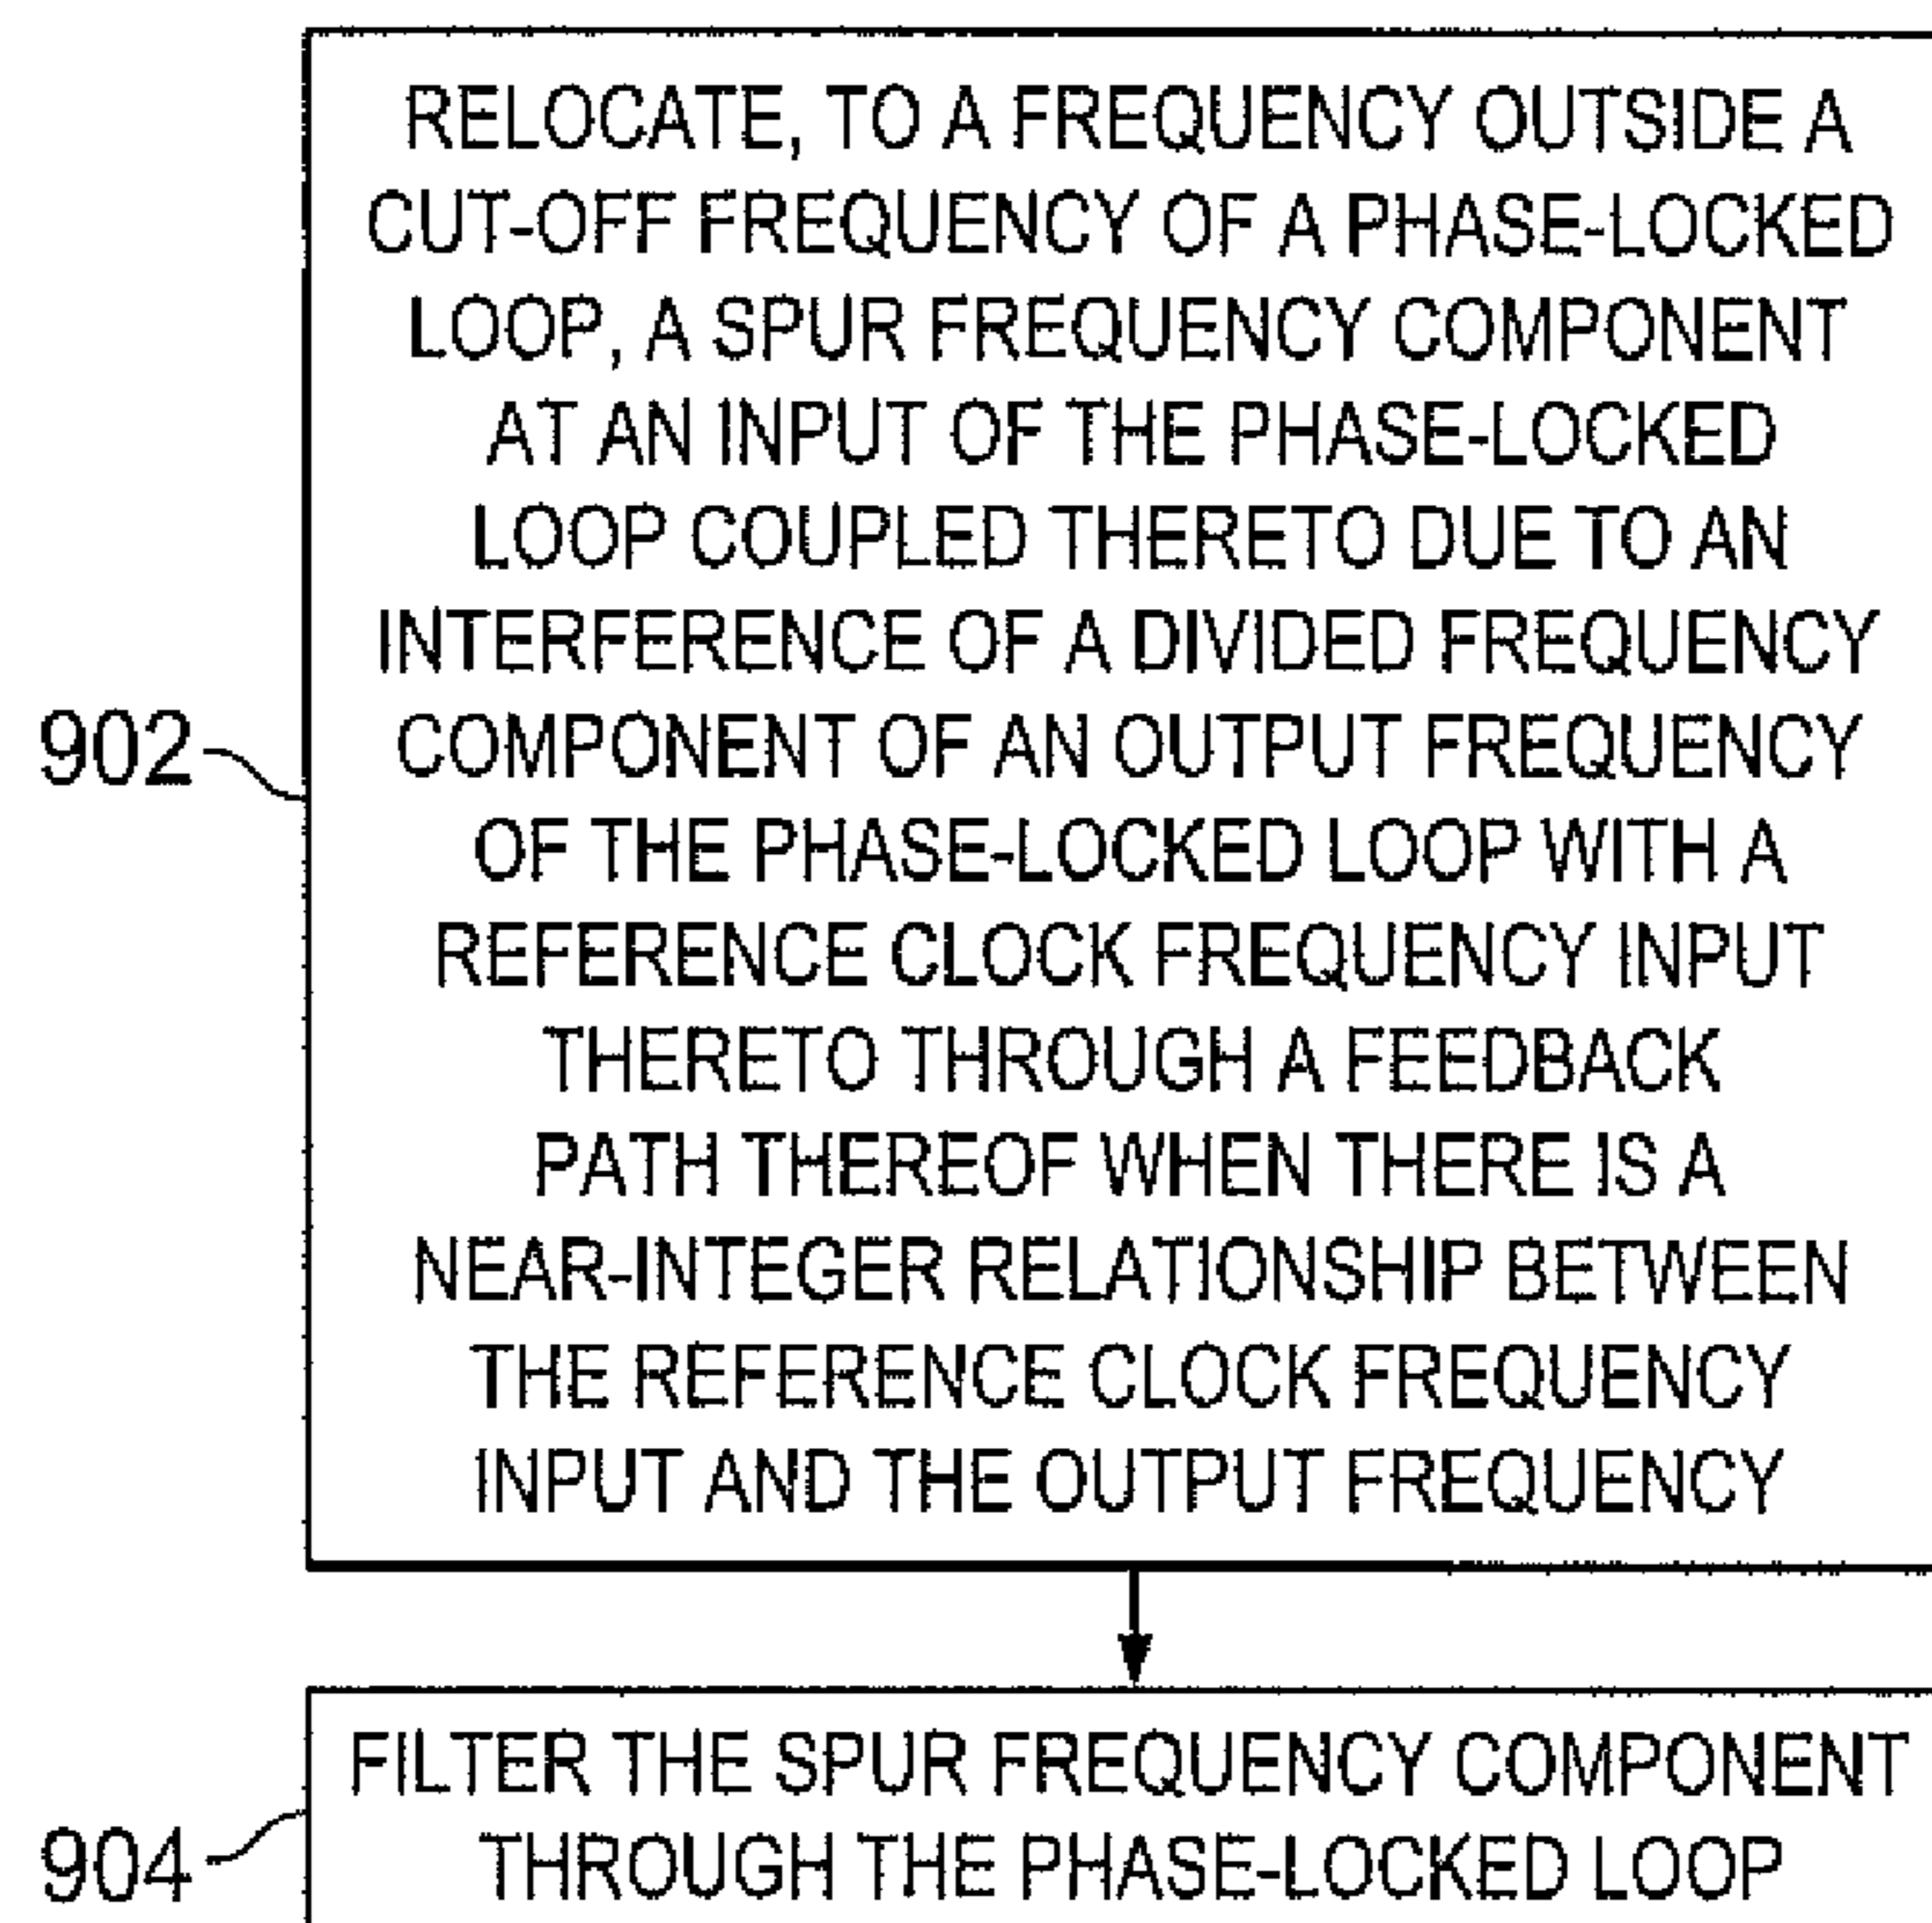 RELOCATE, TO A FREQUENCY OUTSIDE A
CUT-OFF FREQUENCY OF A PHASE-LOCKED
LOOP, A SPUR FREQUENCY COMPONENT
AT AN INPUT OF THE PHASE-LOCKED
LOOP COUPLED THERETO DUE TO AN
INTERFERENCE OF A DIVIDED FREQUENCY
COMPONENT OF AN OUTPUT FREQUENCY
OF THE PHASE-LOCKED LOOP WITH A
REFERENCE CLOCK FREQUENCY INPUT
THERETO THROUGH A FEEDBACK
PATH THEREOF WHEN THERE IS A
NEAR-INTEGER RELATIONSHIP BETWEEN
THE REFERENCE CLOCK FREQUENCY
INPUT AND THE OUTPUT FREQUENCY
902
FILTER THE SPUR FREQUENCY COMPONENT
THROUGH THE PHASE-LOCKED LOOP
904